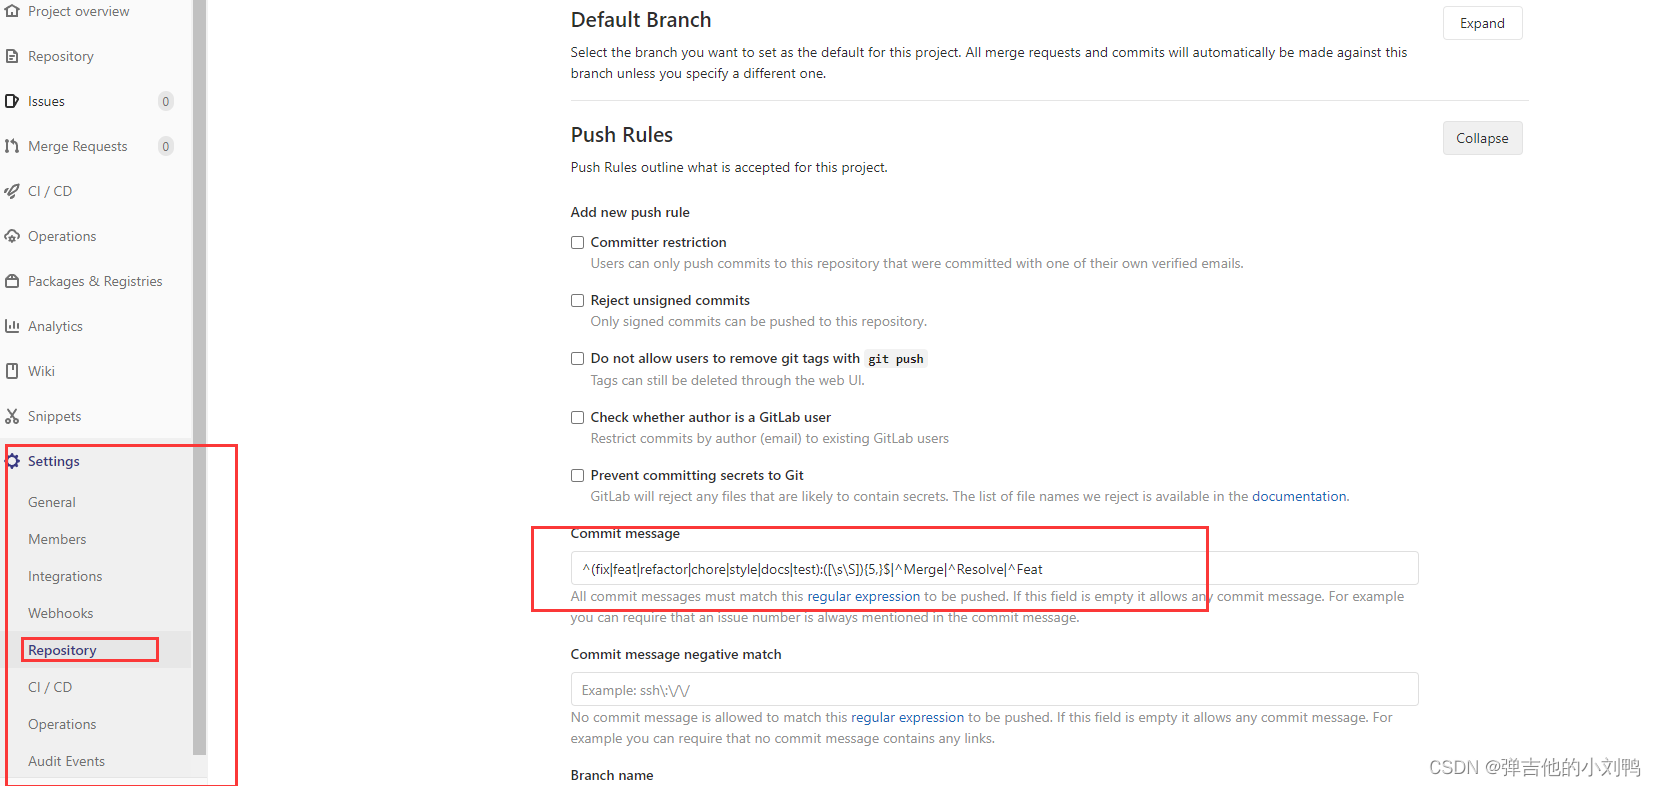 Project overview
Repository
Issues 0
Merge Requests 0
CI / CD
Operations
Packages & Registries
Analytics
Wiki
Snippets
Settings
General
Members
Integrations
Webhooks
Repository
CI / CD
Operations
Audit Events
Default Branch
Expand
Select the branch you want to set as the default for this project. All merge requests and commits will automatically be made against this
branch unless you specify a different one.
Push Rules
Collapse
Push Rules outline what is accepted for this project.
Add new push rule
Committer restriction
Users can only push commits to this repository that were committed with one of their own verified emails.
Reject unsigned commits
Only signed commits can be pushed to this repository.
Do not allow users to remove git tags with git push
Tags can still be deleted through the web UI.
Check whether author is a GitLab user
Restrict commits by author (email) to existing GitLab users
Prevent committing secrets to Git
GitLab will reject any files that are likely to contain secrets. The list of file names we reject is available in the documentation.
Commit message
^(fix|feat|refactor|chore|style|docs|test):([\s\S]){5,}$|^Merge|^Resolve|^Feat
All commit messages must match this regular expression to be pushed. If this field is empty it allows any commit message. For example
you can require that an issue number is always mentioned in the commit message.
Commit message negative match
Example: ssh\:\/\/
No commit message is allowed to match this regular expression to be pushed. If this field is empty it allows any commit message. For
example you can require that no commit message contains any links.
Branch name
CSDN @弹吉他的小刘鸭